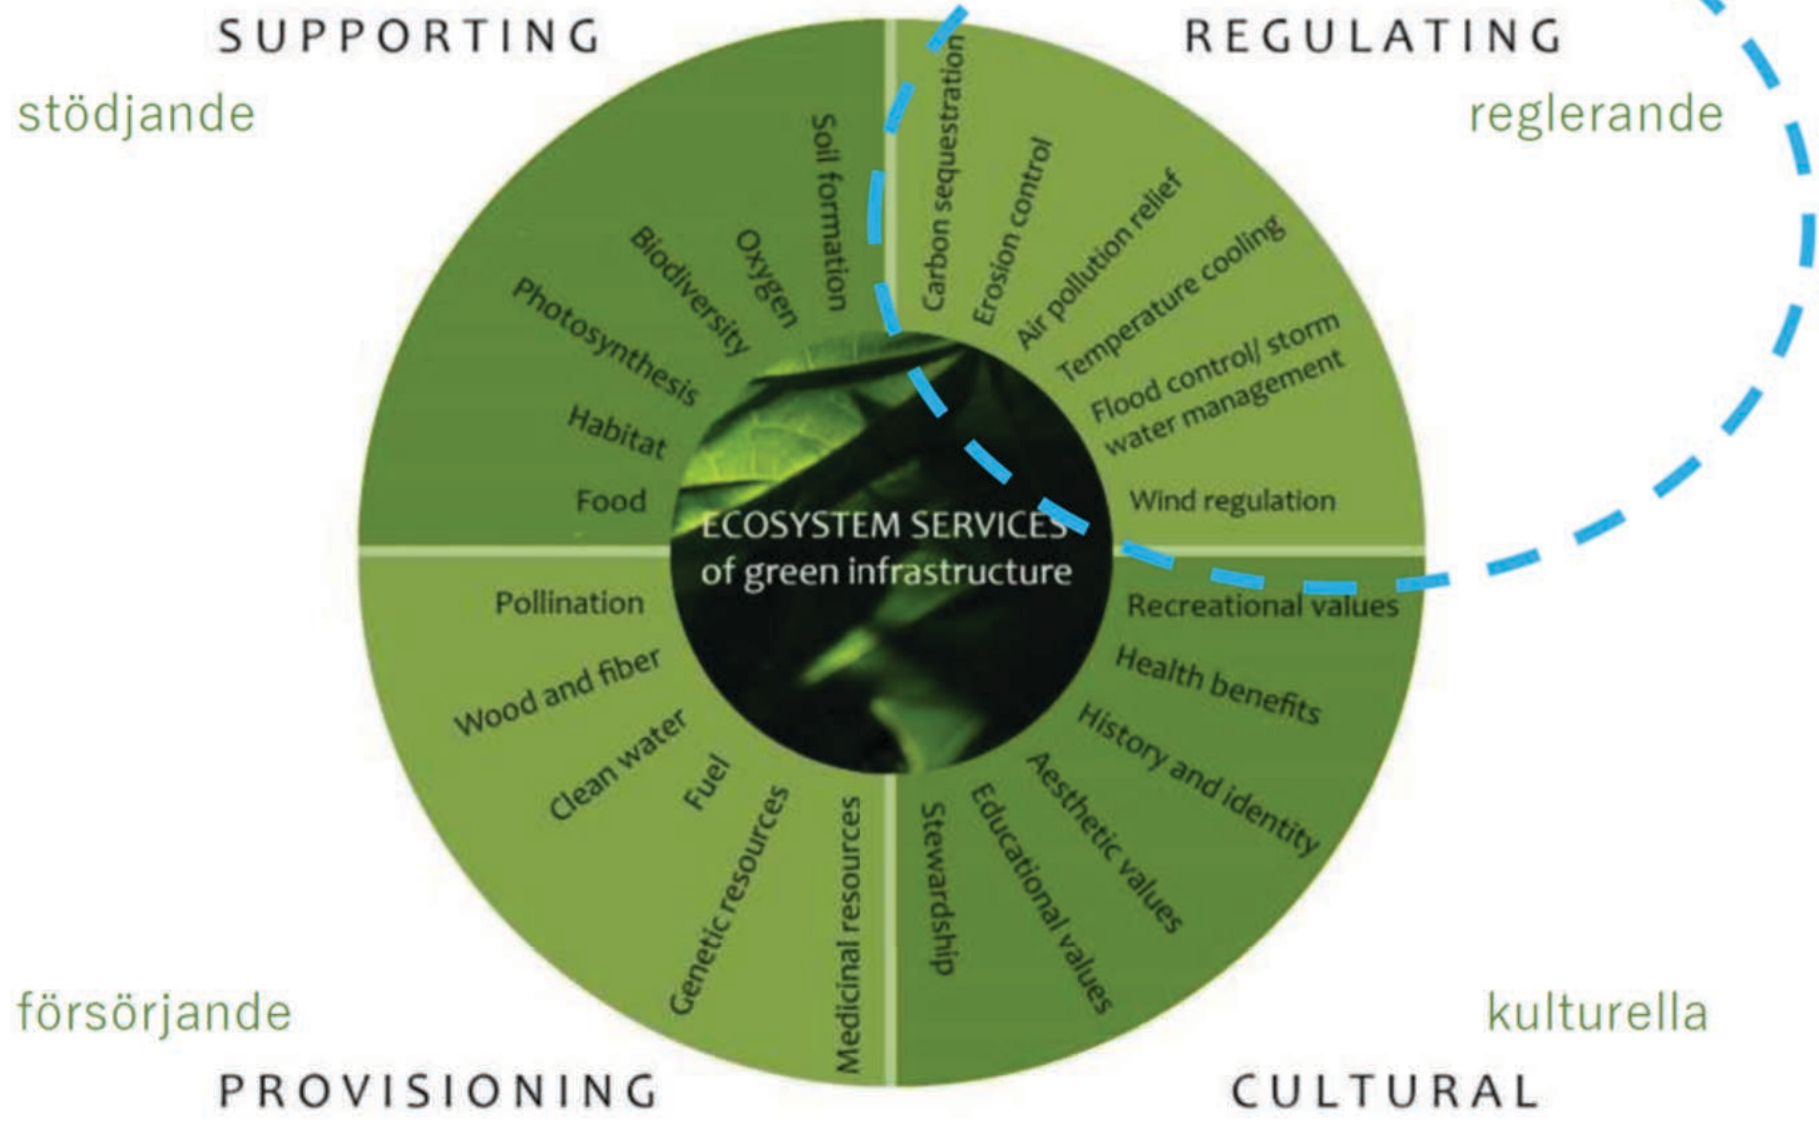 SUPPORTING
stödjande
REGULATING
reglerande
Soil formation
Oxygen
Biodiversity
Photosynthesis
Habitat
Food
Carbon sequestration
Erosion control
Air pollution relief
Temperature cooling
Flood control/ storm
water management
Wind regulation
ECOSYSTEM SERVICES
of green infrastructure
Pollination
Wood and fiber
Clean water
Fuel
Genetic resources
Medicinal resources
Recreational values
Health benefits
History and identity
Aesthetic values
Educational values
Stewardship
försörjande
PROVISIONING
kulturella
CULTURAL